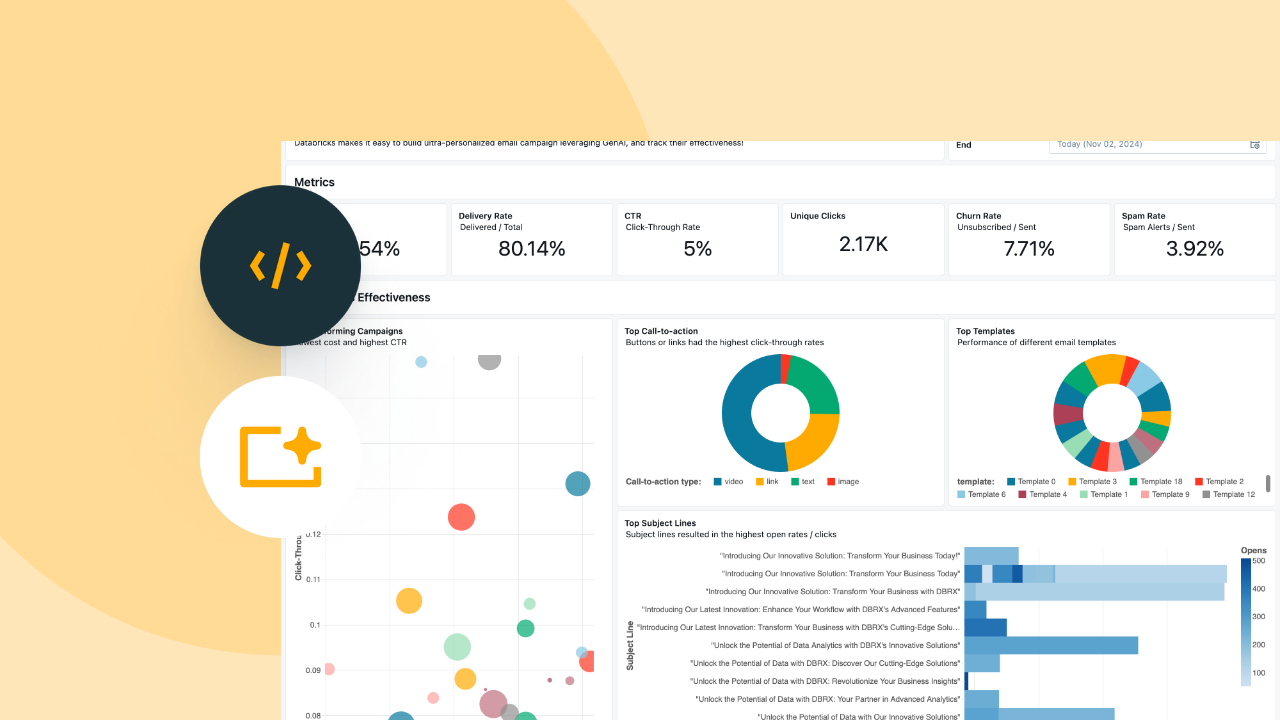 Databricks makes it easy to build ultra-personalized email campaign leveraging GenAI, and track their effectiveness!
End
Today (Nov 02, 2024)
Metrics
54%
Delivery Rate
Delivered / Total
80.14%
CTR
Click-Through Rate
5%
Unique Clicks
2.17K
Churn Rate
Unsubscribed / Sent
7.71%
Spam Rate
Spam Alerts / Sent
3.92%
Effectiveness
Campaigns
cost and highest CTR
0.12
0.11
0.1
0.09
0.08
Top Call-to-action
Buttons or links had the highest click-through rates
Call-to-action type: video link text image
Top Templates
Performance of different email templates
template: Template 0 Template 3 Template 18 Template 2
Template 6 Template 4 Template 1 Template 9 Template 12
Top Subject Lines
Subject lines resulted in the highest open rates / clicks
Subject Line
"Introducing Our Innovative Solution: Transform Your Business Today!"
"Introducing Our Innovative Solution: Transform Your Business Today"
"Introducing Our Innovative Solution: Transform Your Business with DBRX"
"Introducing Our Latest Innovation: Enhance Your Workflow with DBRX's Advanced Features"
"Introducing Our Latest Innovation: Transform Your Business with DBRX's Cutting-Edge Solu...
"Unlock the Potential of Data Analytics with DBRX's Innovative Solutions"
"Unlock the Potential of Data with DBRX: Discover Our Cutting-Edge Solutions"
"Unlock the Potential of Data with DBRX: Revolutionize Your Business Insights"
"Unlock the Potential of Data with DBRX: Your Partner in Advanced Analytics"
"Unlock the Potential of Data with Our Innovative Solutions"
Opens
500
400
300
200
100